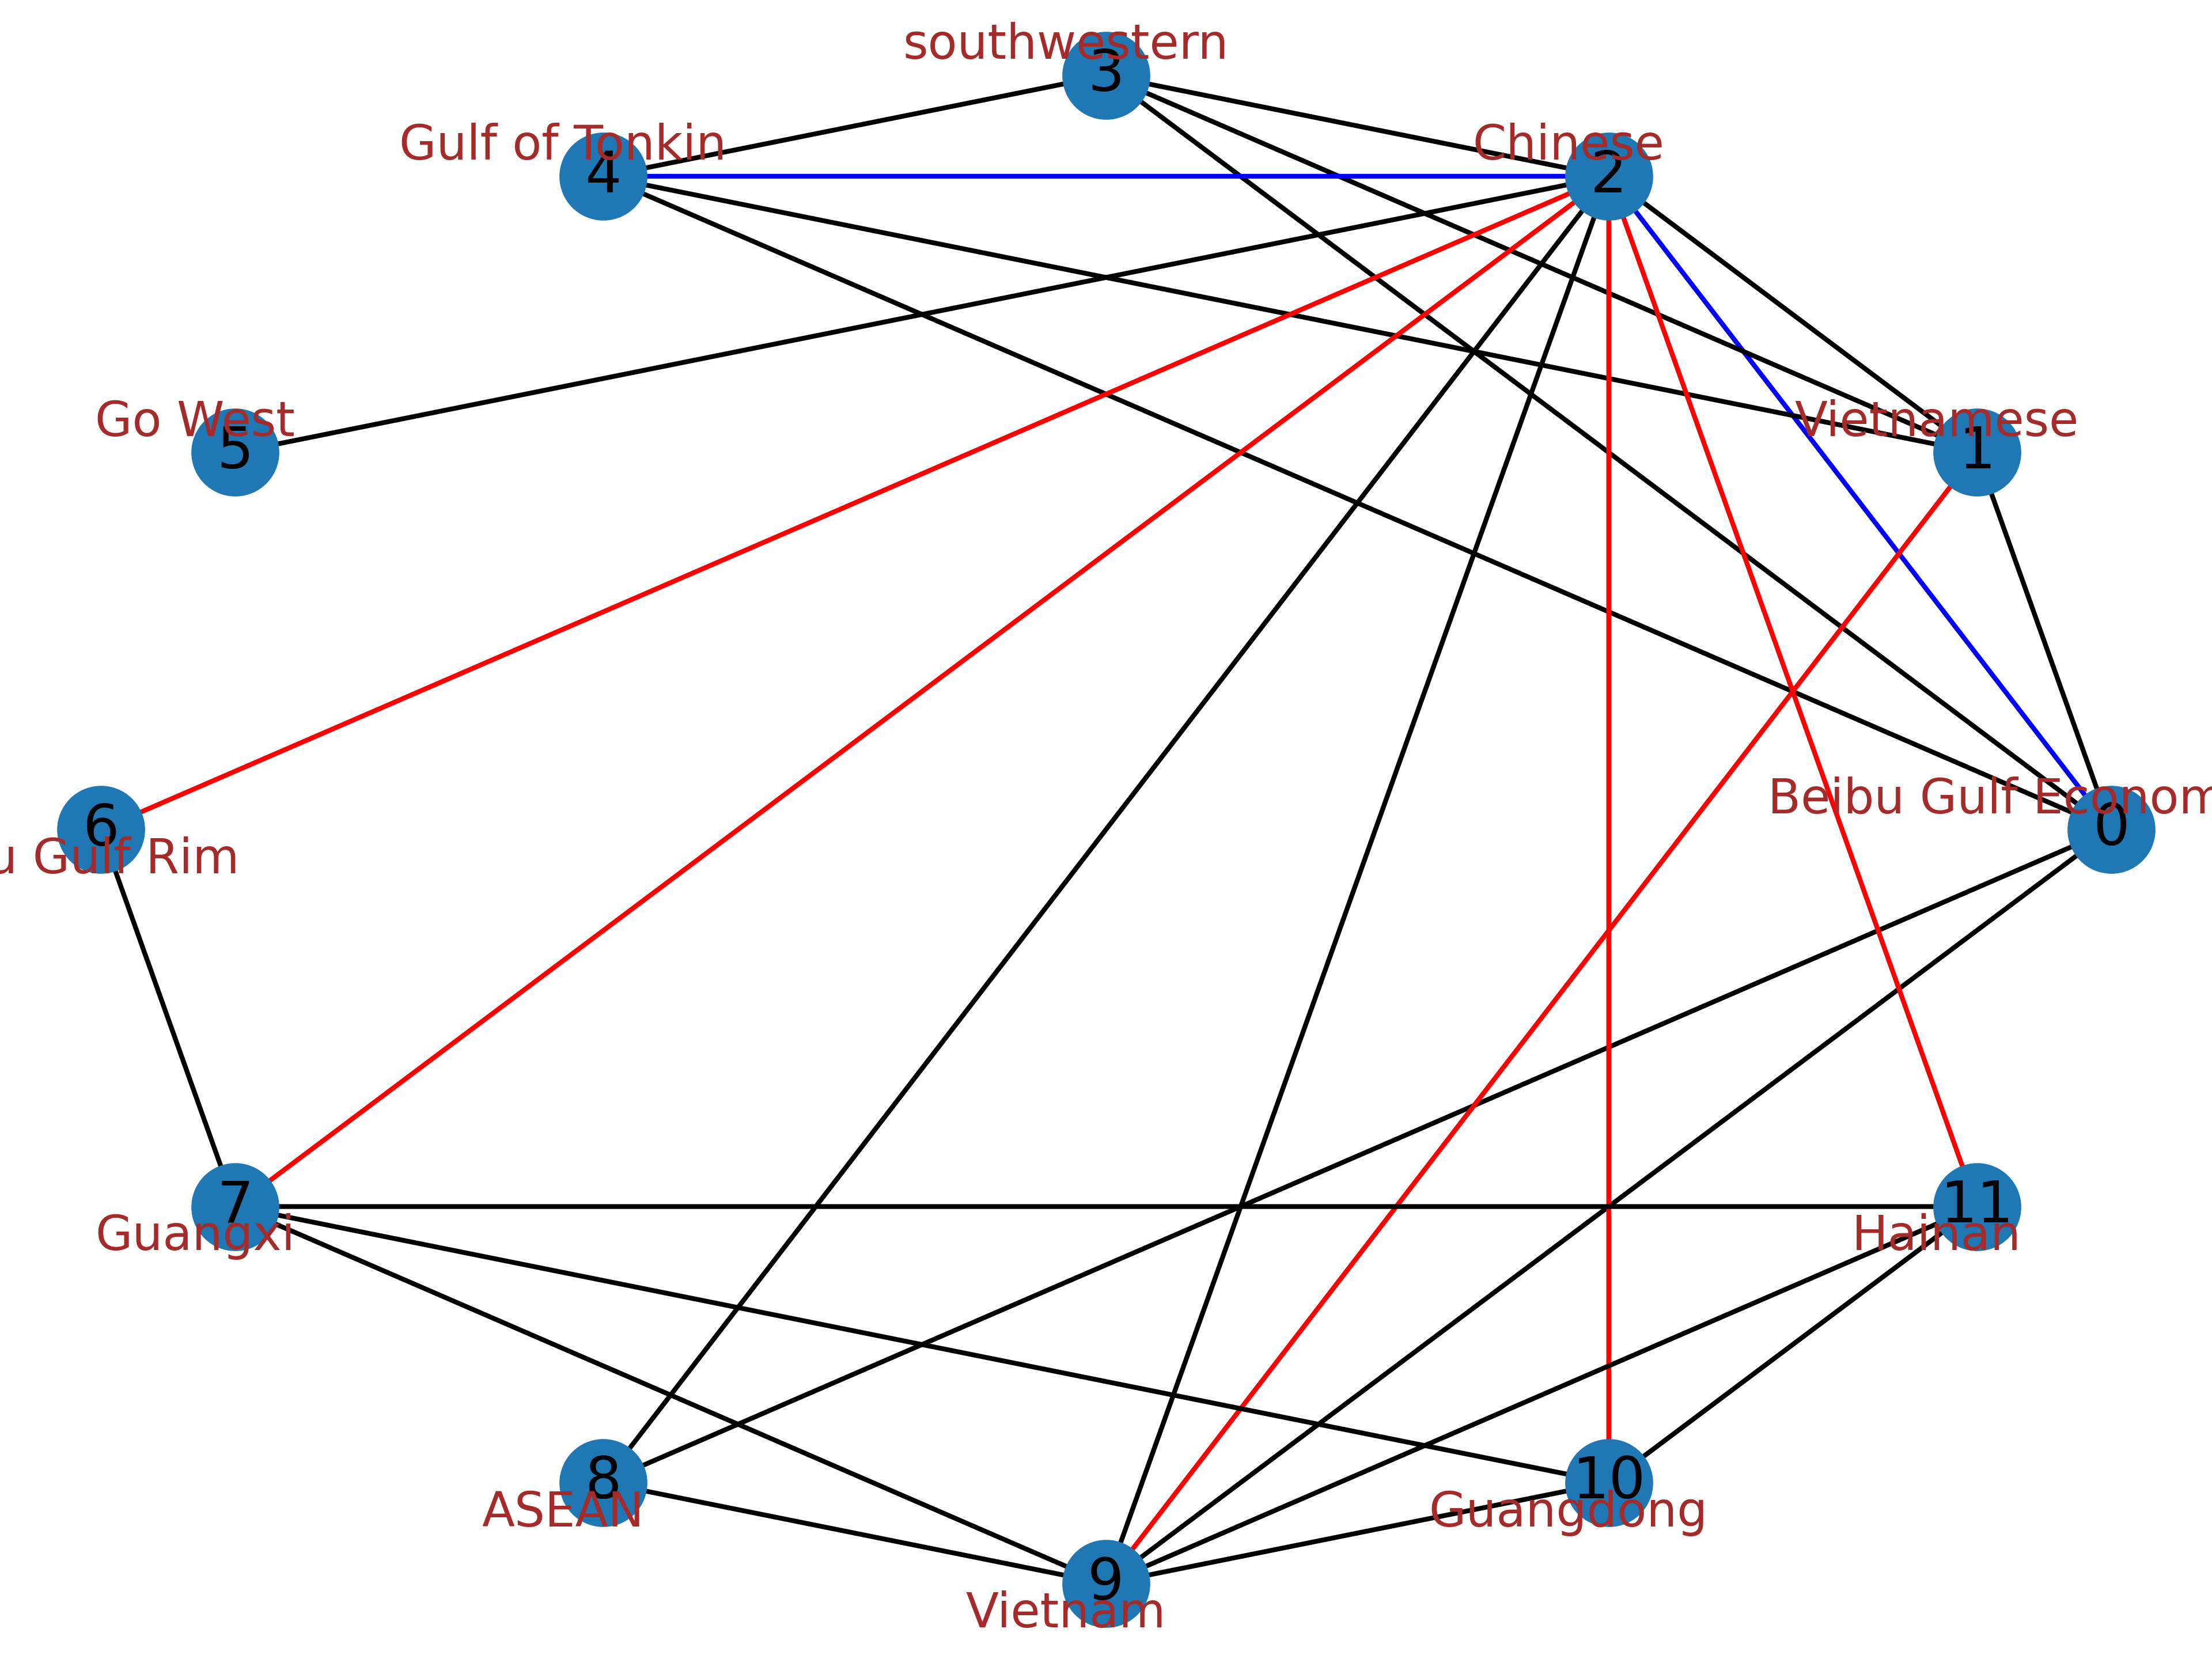 southwestern
3
Gulf of Tonkin
4
Chinese
2
Go West
5
Vietnamese
1
Beibu Gulf Econom
0
6
u Gulf Rim
7
Guangxi
11
Hainan
8
ASEAN
10
Guangdong
9
Vietnam